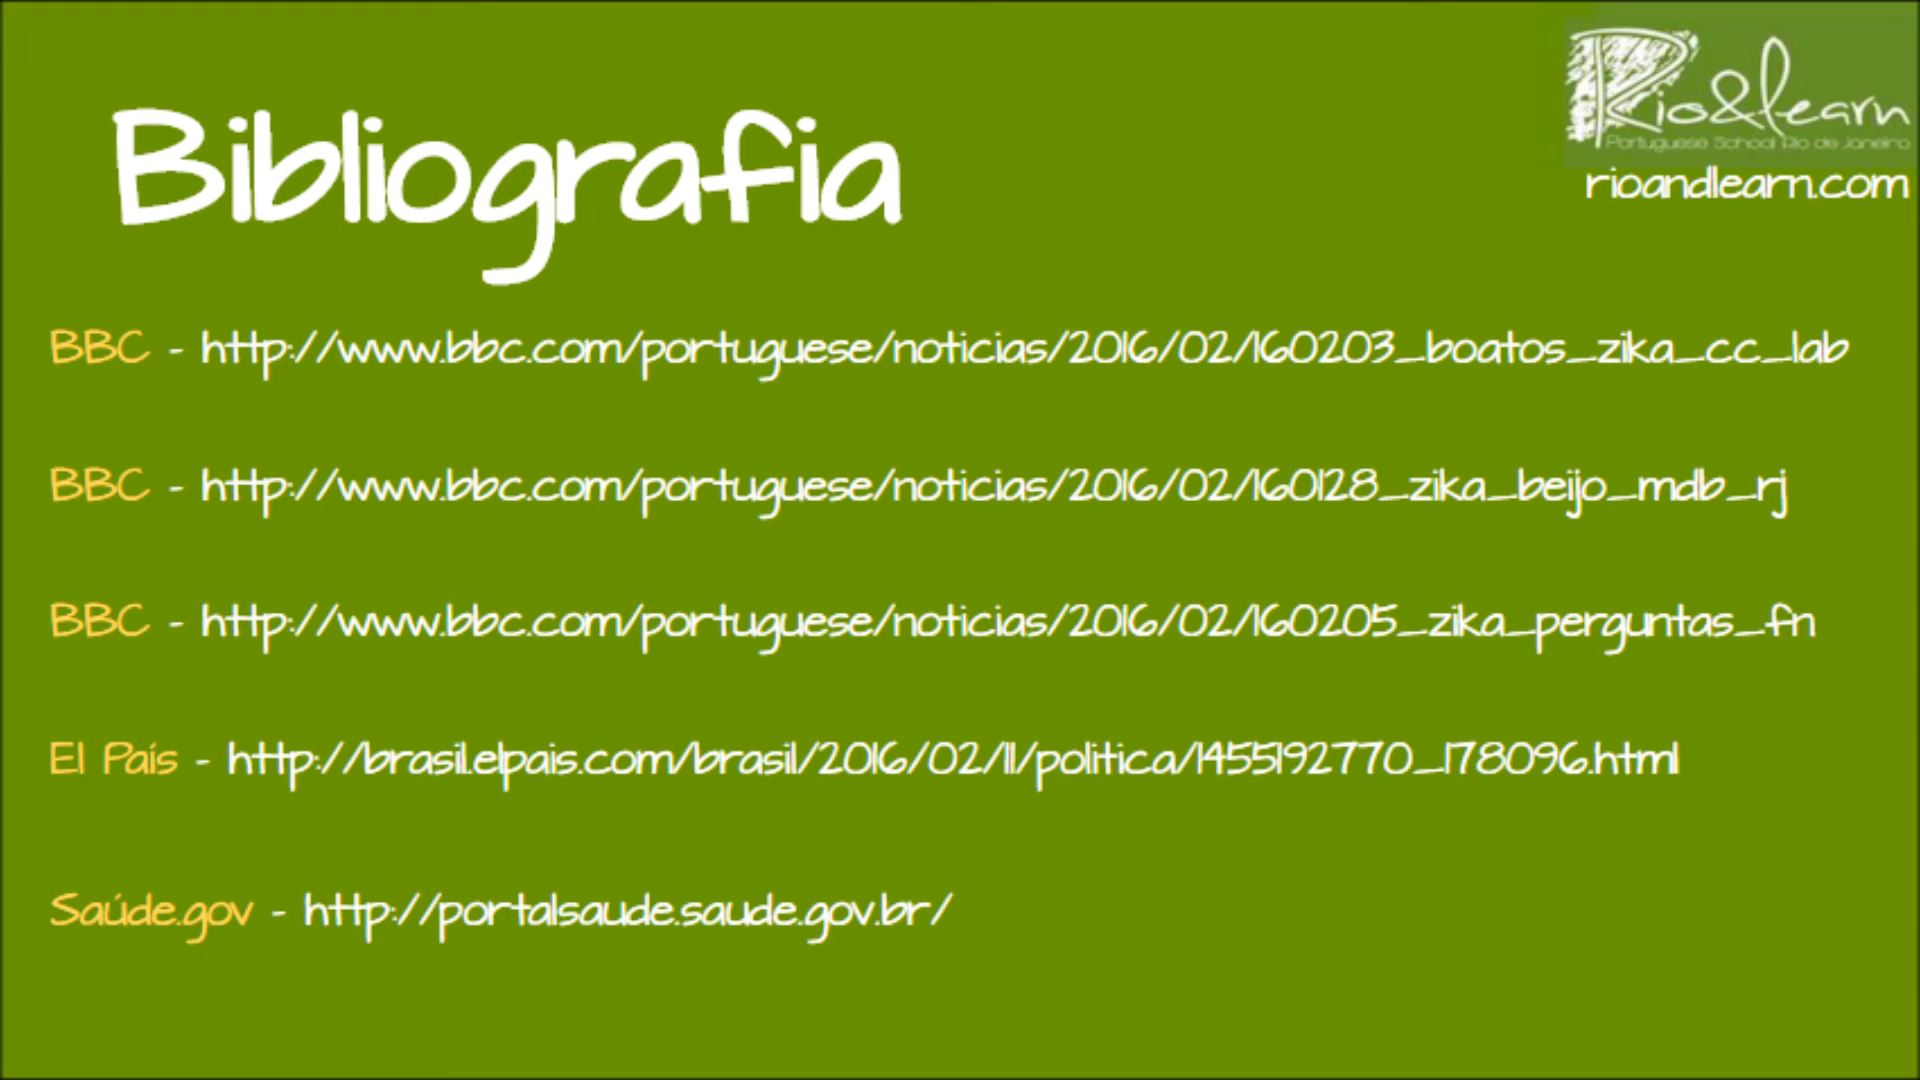 Rio&learn
Portuguese School Rio de Janeiro
rioandlearn.com
Bibliografia
BBC - http://www.bbc.com/portuguese/noticias/2016/02/160203_boatos_zika_cc_lab
BBC - http://www.bbc.com/portuguese/noticias/2016/02/160128_zika_beijo_mdb_rj
BBC - http://www.bbc.com/portuguese/noticias/2016/02/160205_zika_perguntas_fn
El País - http://brasil.elpais.com/brasil/2016/02/11/politica/1455192770_178096.html
Saúde.gov - http://portalsaude.saude.gov.br/